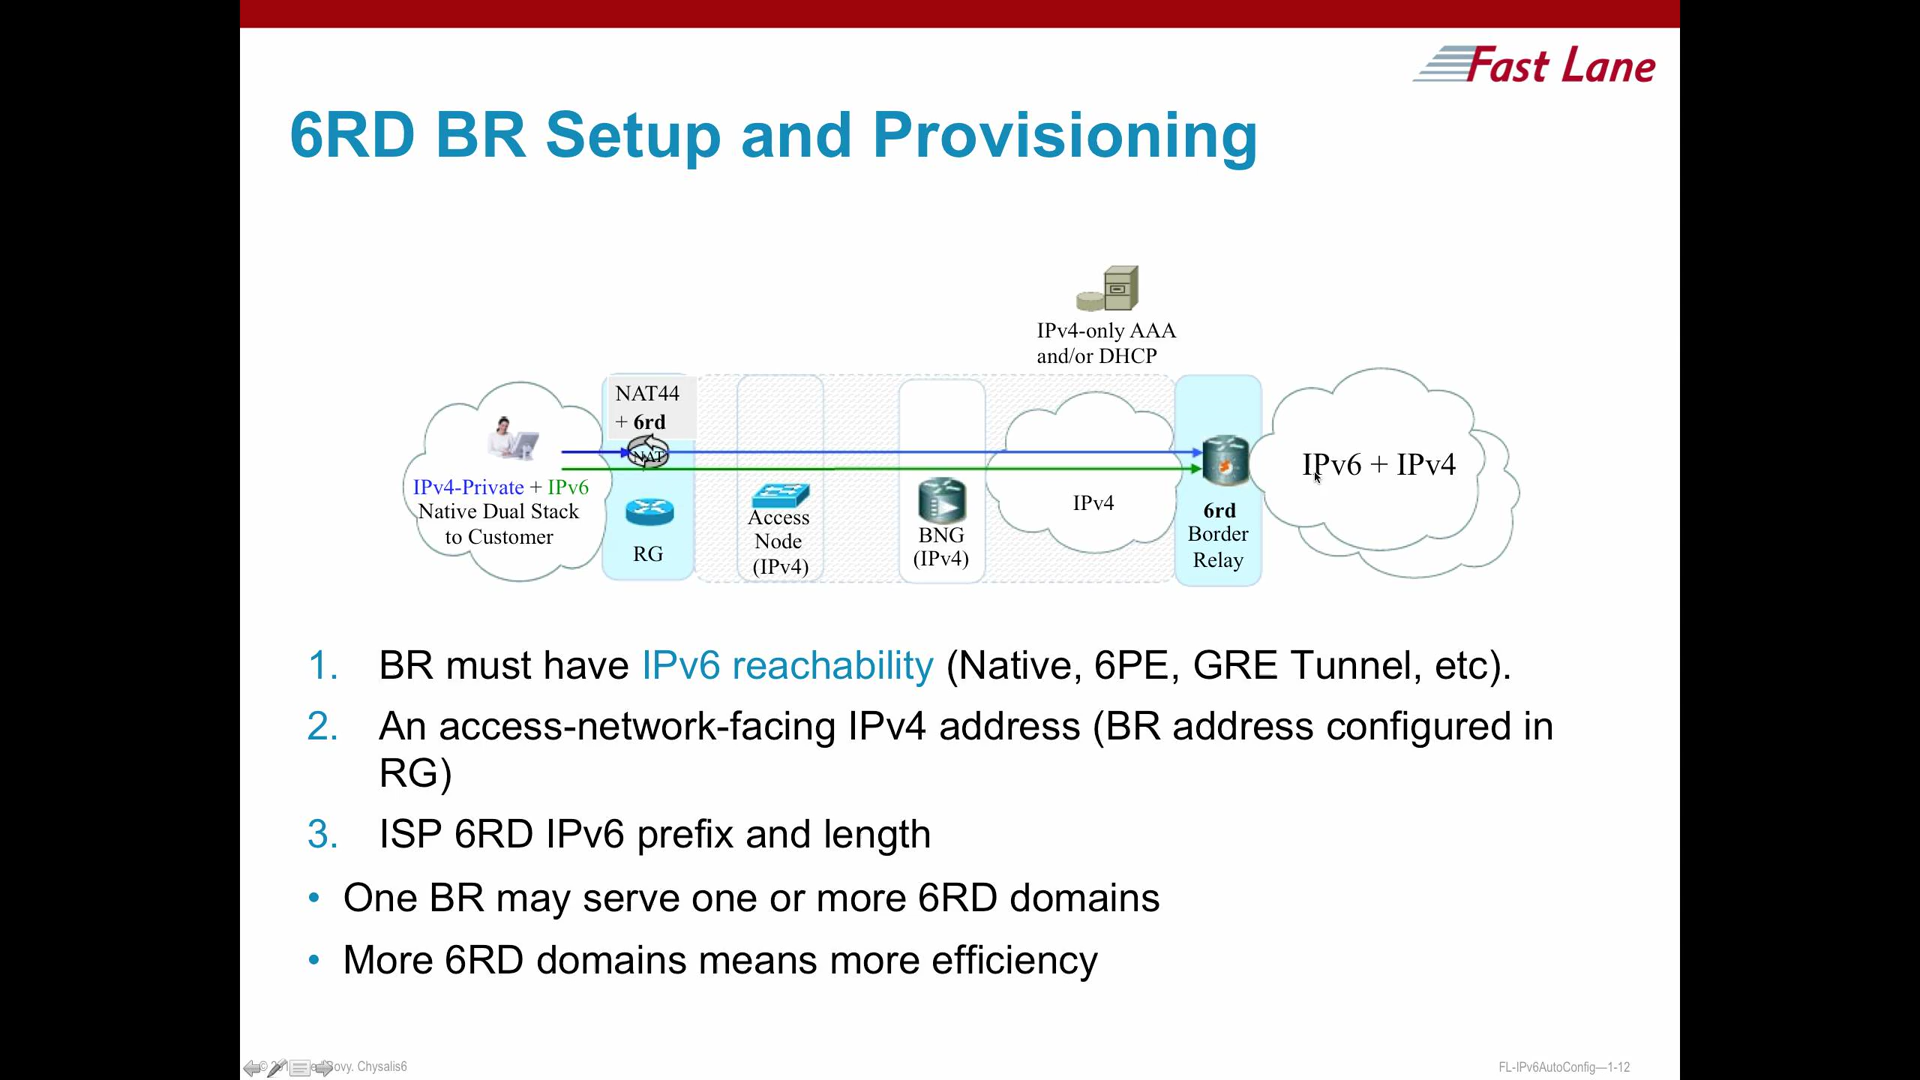 Fast Lane
6RD BR Setup and Provisioning
IPv4-only AAA
and/or DHCP
NAT44
+ 6rd
NAT
IPv4-Private + IPv6
Native Dual Stack
to Customer
RG
Access
Node
(IPv4)
BNG
(IPv4)
IPv4
6rd
Border
Relay
IPv6 + IPv4
1. BR must have IPv6 reachability (Native, 6PE, GRE Tunnel, etc).
2. An access-network-facing IPv4 address (BR address configured in
RG)
3. ISP 6RD IPv6 prefix and length
• One BR may serve one or more 6RD domains
• More 6RD domains means more efficiency
© Bovy. Chysalis6
FL-IPv6AutoConfig—1-12